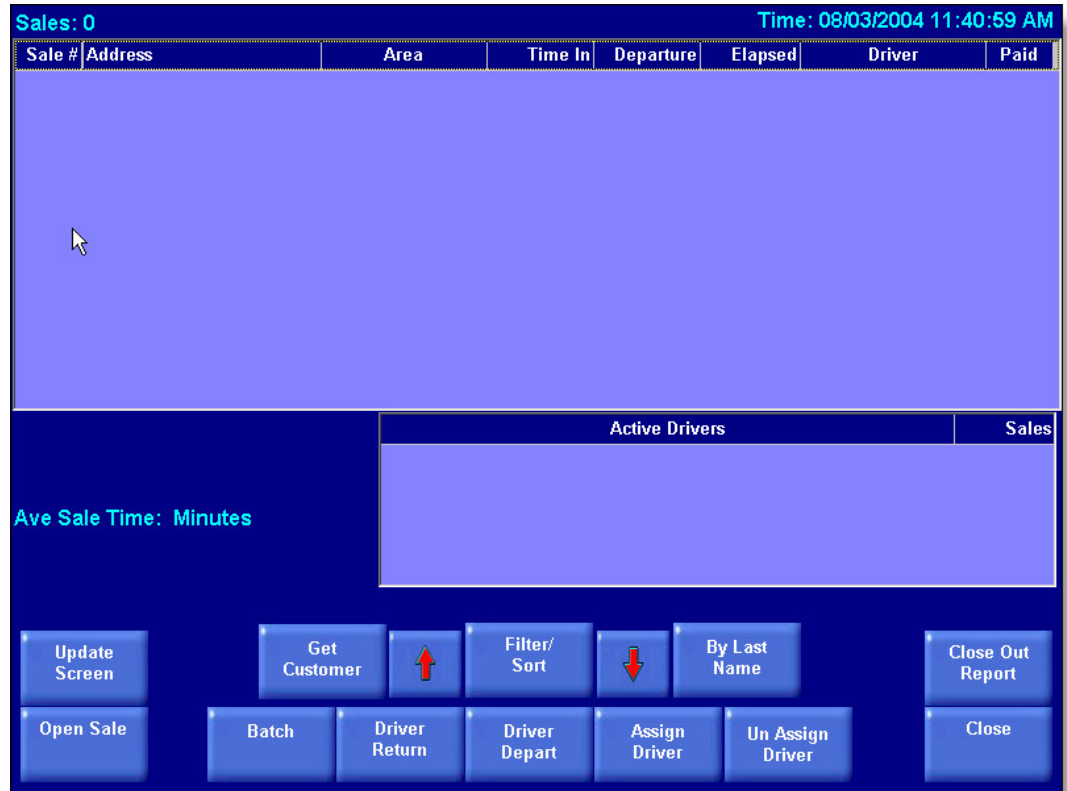 Sales: 0 Time: 08/03/2004 11:40:59 AM
Sale # Address Area Time In Departure Elapsed Driver Paid
Active Drivers Sales
Ave Sale Time: Minutes
Update
Screen
Get
Customer
Filter/
Sort
By Last
Name
Close Out
Report
Open Sale
Batch
Driver
Return
Driver
Depart
Assign
Driver
Un Assign
Driver
Close